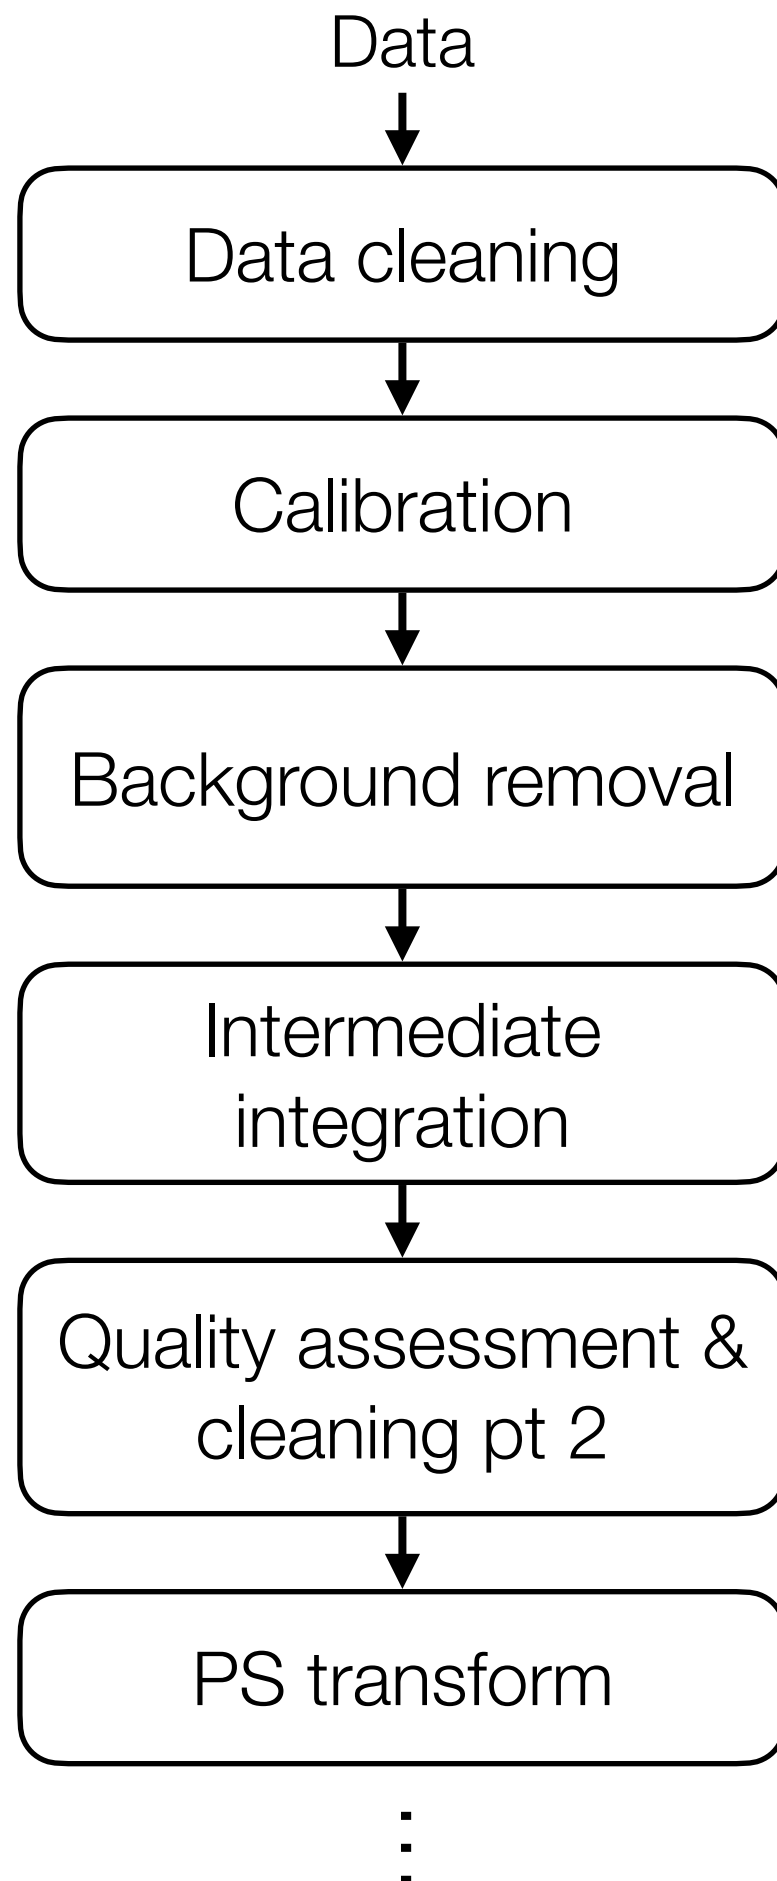 Data
Data cleaning
Calibration
Background removal
Intermediate
integration
Quality assessment &
cleaning pt 2
PS transform